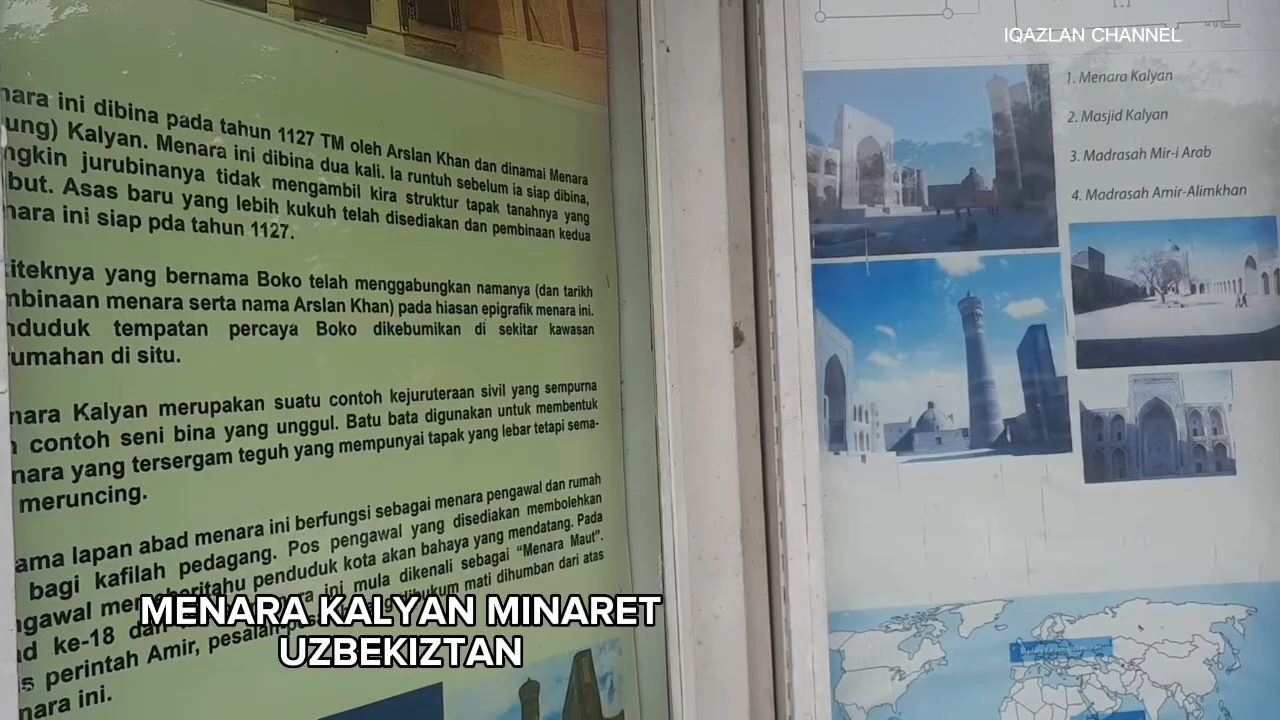 IQAZLAN CHANNEL
ini dibina pada tahun 1127 TM oleh Arslan Khan dan dinamai Menara
Kalyan. Menara ini dibina dua kali. Ia runtuh sebelum ia siap dibina,
jurubinanya tidak mengambil kira struktur tapak tanahnya yang
but. Asas baru yang lebih kukuh telah disediakan dan pembinaan kedua
nara ini siap pda tahun 1127.
iteknya yang bernama Boko telah menggabungkan namanya (dan tarikh
mbinaan menara serta nama Arslan Khan) pada hiasan epigrafik menara ini.
nduduk tempatan percaya Boko dikebumikan di sekitar kawasan
umahan di situ.
nara Kalyan merupakan suatu contoh kejuruteraan sivil yang sempurna
contoh seni bina yang unggul. Batu bata digunakan untuk membentuk
nara yang tersergam teguh yang mempunyai tapak yang lebar tetapi sema-
meruncing.
ama lapan abad menara ini berfungsi sebagai menara pengawal dan rumah
bagi kafilah pedagang. Pos pengawal yang disediakan membolehkan
ngawal memberitahu penduduk kota akan bahaya yang mendatang. Pada
ke-18 ini mula dikenali sebagai “Menara Maut”.
perintah Amir, dihukum mati dihumban dari atas
nara ini.
1. Menara Kalyan
2. Masjid Kalyan
3. Madrasah Mir-i Arab
4. Madrasah Amir-Alimkhan
MENARA KALYAN MINARET
UZBEKIZTAN